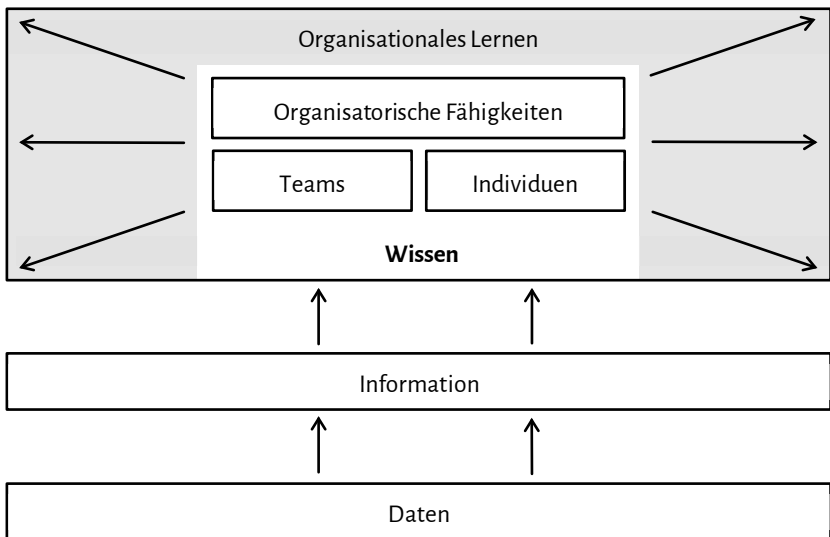 Organisationales Lernen
Organisatorische Fähigkeiten
Teams
Individuen
Wissen
Information
Daten